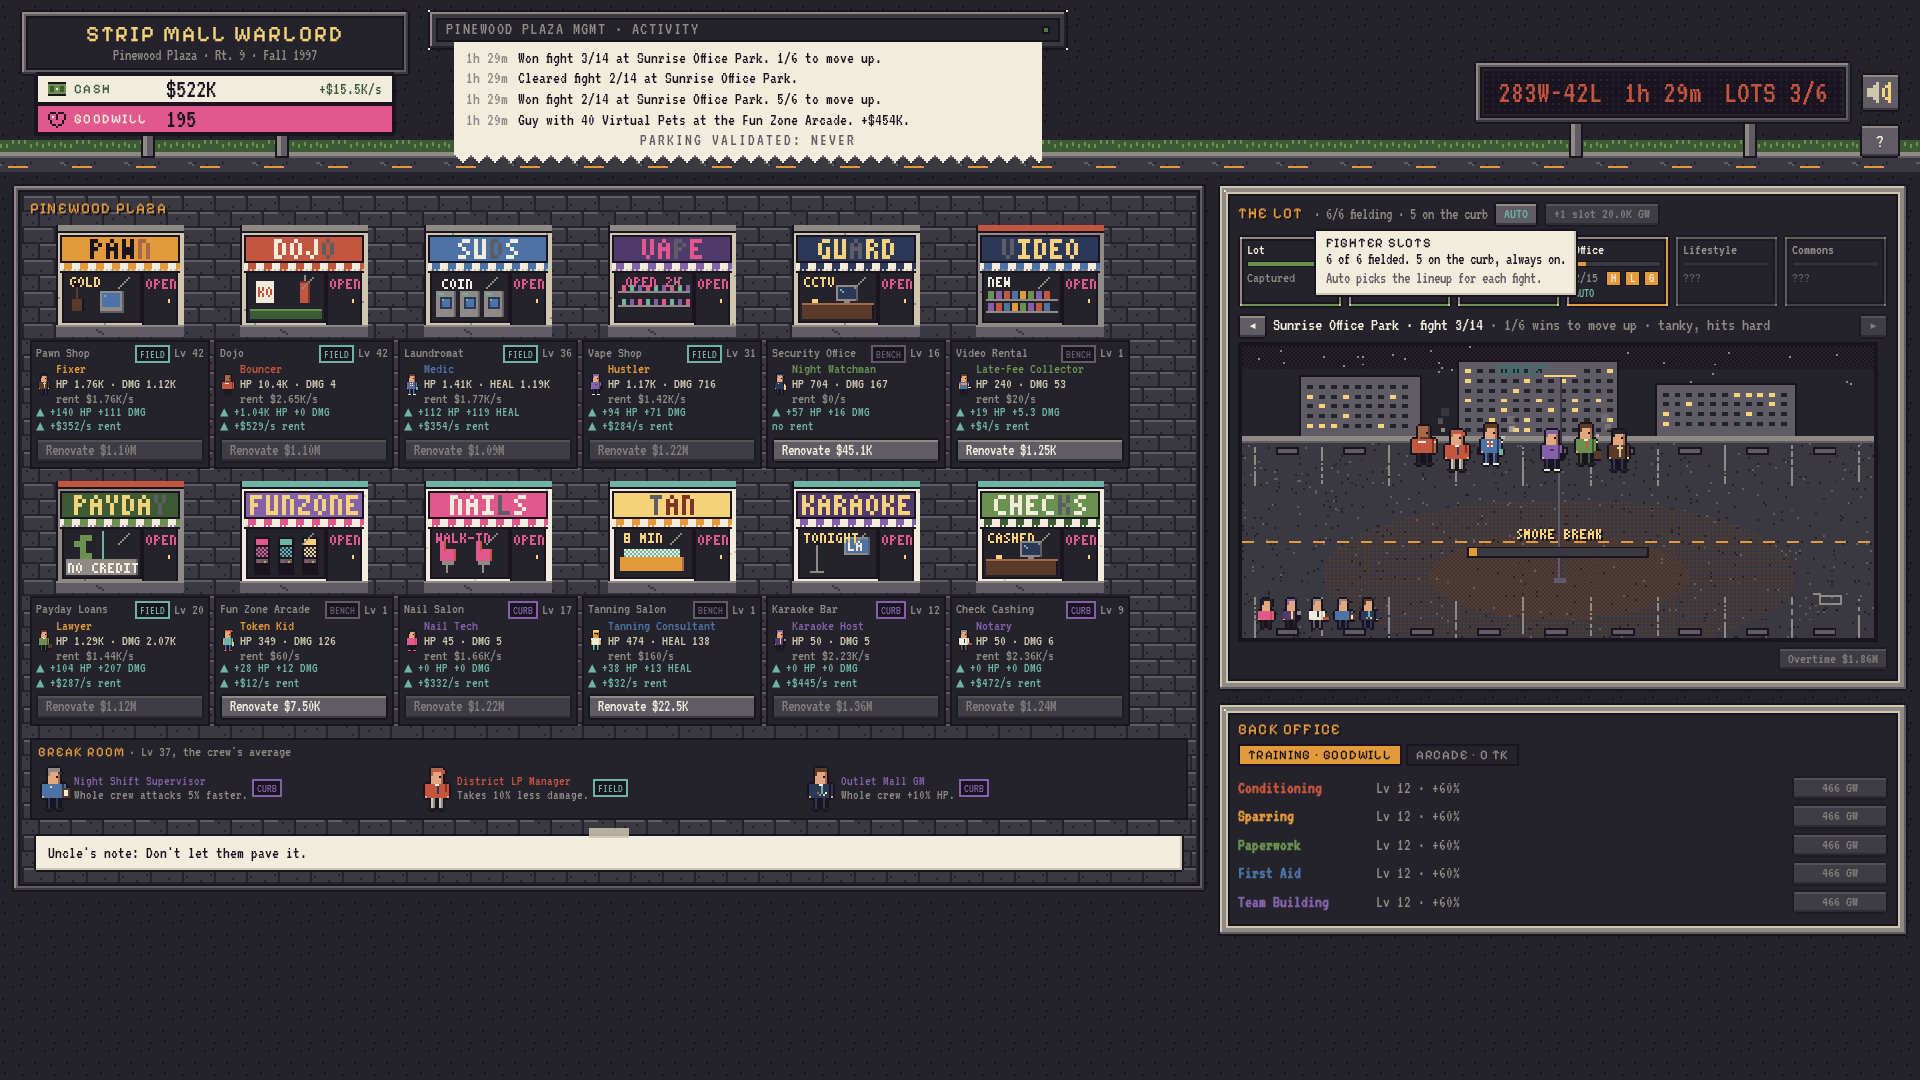 STRIP MALL WARLORD
Pinewood Plaza · Rt. 9 · Fall 1997
CASH $522K +$15.5K/s
GOODWILL 195
PINEWOOD PLAZA MGMT · ACTIVITY
1h 29m Won fight 3/14 at Sunrise Office Park. 1/6 to move up.
1h 29m Cleared fight 2/14 at Sunrise Office Park.
1h 29m Won fight 2/14 at Sunrise Office Park. 5/6 to move up.
1h 29m Guy with 40 Virtual Pets at the Fun Zone Arcade. +$454K.
PARKING VALIDATED: NEVER
283W-42L 1h 29m LOTS 3/6
?
PINEWOOD PLAZA
PAWN DOJO SUDS VAPE GUARD VIDEO
GOLD OPEN KO OPEN COIN OPEN OPEN 24 OPEN CCTV OPEN NEW OPEN
Pawn Shop FIELD Lv 42
Fixer
HP 1.76K · DMG 1.12K
rent $1.76K/s
▲ +140 HP +111 DMG
▲ +$352/s rent
Renovate $1.10M
Dojo FIELD Lv 42
Bouncer
HP 10.4K · DMG 4
rent $2.65K/s
▲ +1.04K HP +0 DMG
▲ +$529/s rent
Renovate $1.10M
Laundromat FIELD Lv 36
Medic
HP 1.41K · HEAL 1.19K
rent $1.77K/s
▲ +112 HP +119 HEAL
▲ +$354/s rent
Renovate $1.09M
Vape Shop FIELD Lv 31
Hustler
HP 1.17K · DMG 716
rent $1.42K/s
▲ +94 HP +71 DMG
▲ +$284/s rent
Renovate $1.22M
Security Office BENCH Lv 16
Night Watchman
HP 704 · DMG 167
rent $0/s
▲ +57 HP +16 DMG
no rent
Renovate $45.1K
Video Rental BENCH Lv 1
Late-Fee Collector
HP 240 · DMG 53
rent $20/s
▲ +19 HP +5.3 DMG
▲ +$4/s rent
Renovate $1.25K
PAYDAY FUNZONE NAILS TAN KARAOKE CHECKS
NO CREDIT OPEN OPEN WALK-IN OPEN 8 MIN OPEN TONIGHT LA OPEN CASHED OPEN
Payday Loans FIELD Lv 20
Lawyer
HP 1.29K · DMG 2.07K
rent $1.44K/s
▲ +104 HP +207 DMG
▲ +$287/s rent
Renovate $1.12M
Fun Zone Arcade BENCH Lv 1
Token Kid
HP 349 · DMG 126
rent $60/s
▲ +28 HP +12 DMG
▲ +$12/s rent
Renovate $7.50K
Nail Salon CURB Lv 17
Nail Tech
HP 45 · DMG 5
rent $1.66K/s
▲ +0 HP +0 DMG
▲ +$332/s rent
Renovate $1.22M
Tanning Salon BENCH Lv 1
Tanning Consultant
HP 474 · HEAL 138
rent $160/s
▲ +38 HP +13 HEAL
▲ +$32/s rent
Renovate $22.5K
Karaoke Bar CURB Lv 12
Karaoke Host
HP 50 · DMG 5
rent $2.23K/s
▲ +0 HP +0 DMG
▲ +$445/s rent
Renovate $1.36M
Check Cashing CURB Lv 9
Notary
HP 50 · DMG 6
rent $2.36K/s
▲ +0 HP +0 DMG
▲ +$472/s rent
Renovate $1.24M
BREAK ROOM · Lv 37, the crew's average
Night Shift Supervisor
Whole crew attacks 5% faster. CURB
District LP Manager
Takes 10% less damage. FIELD
Outlet Mall GM
Whole crew +10% HP. CURB
Uncle's note: Don't let them pave it.
THE LOT · 6/6 fielding · 5 on the curb AUTO +1 slot 20.0K GW
Lot
Captured
FIGHTER SLOTS
6 of 6 fielded. 5 on the curb, always on.
Auto picks the lineup for each fight.
Office
/15 H L G
AUTO
Lifestyle
???
Commons
???
◄ Sunrise Office Park · fight 3/14 · 1/6 wins to move up · tanky, hits hard ►
SMOKE BREAK
Overtime $1.86M
BACK OFFICE
TRAINING · GOODWILL ARCADE · 0 TK
Conditioning Lv 12 · +60% 466 GW
Sparring Lv 12 · +60% 466 GW
Paperwork Lv 12 · +60% 466 GW
First Aid Lv 12 · +60% 466 GW
Team Building Lv 12 · +60% 466 GW